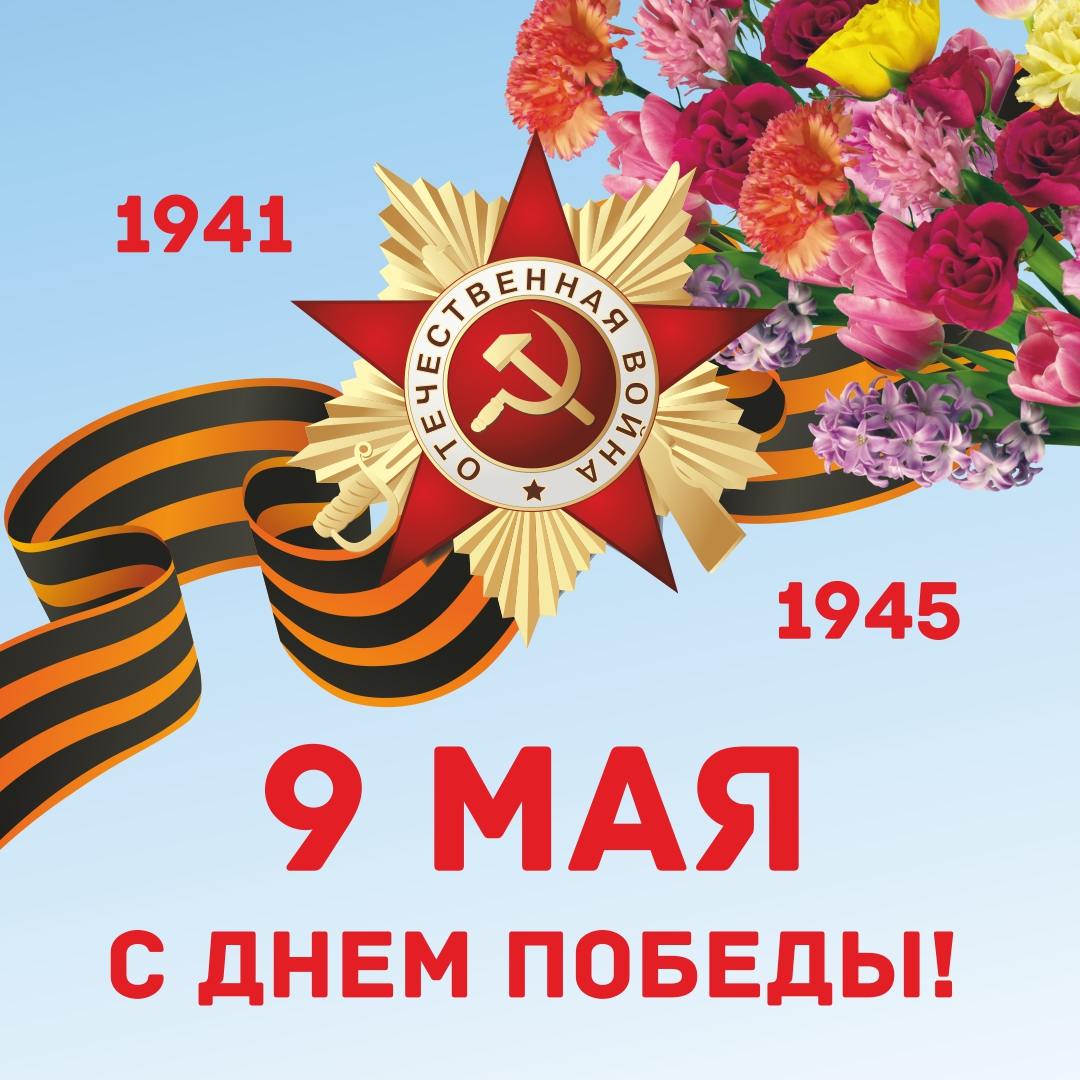 1941
ОТЕЧЕСТВЕННАЯ ВОЙНА
1945
9 МАЯ
С ДНЕМ ПОБЕДЫ!